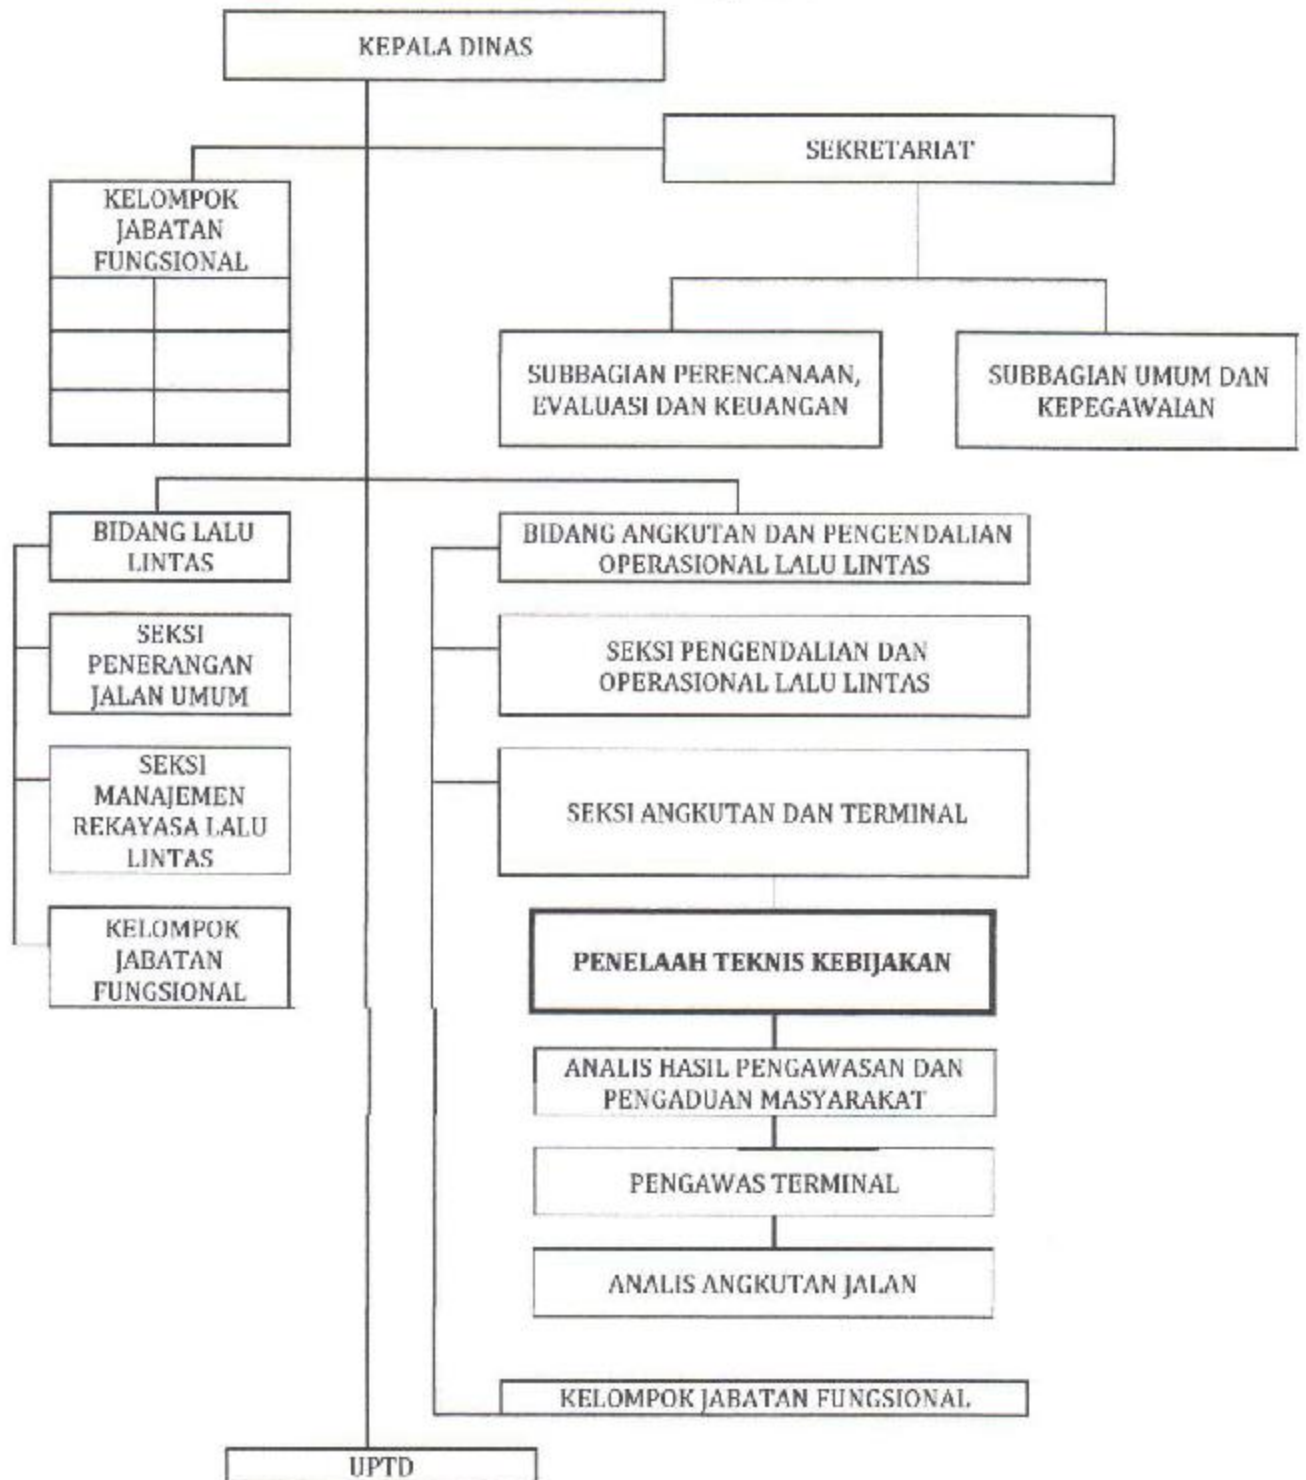 KEPALA DINAS
SEKRETARIAT
KELOMPOK
JABATAN
FUNGSIONAL
SUBBAGIAN PERENCANAAN,
EVALUASI DAN KEUANGAN
SUBBAGIAN UMUM DAN
KEPEGAWAIAN
BIDANG LALU
LINTAS
SEKSI
PENERANGAN
JALAN UMUM
SEKSI
MANAJEMEN
REKAYASA LALU
LINTAS
KELOMPOK
JABATAN
FUNGSIONAL
BIDANG ANGKUTAN DAN PENGENDALIAN
OPERASIONAL LALU LINTAS
SEKSI PENGENDALIAN DAN
OPERASIONAL LALU LINTAS
SEKSI ANGKUTAN DAN TERMINAL
PENELAAH TEKNIS KEBIJAKAN
ANALIS HASIL PENGAWASAN DAN
PENGADUAN MASYARAKAT
PENGAWAS TERMINAL
ANALIS ANGKUTAN JALAN
KELOMPOK JABATAN FUNGSIONAL
UPTD